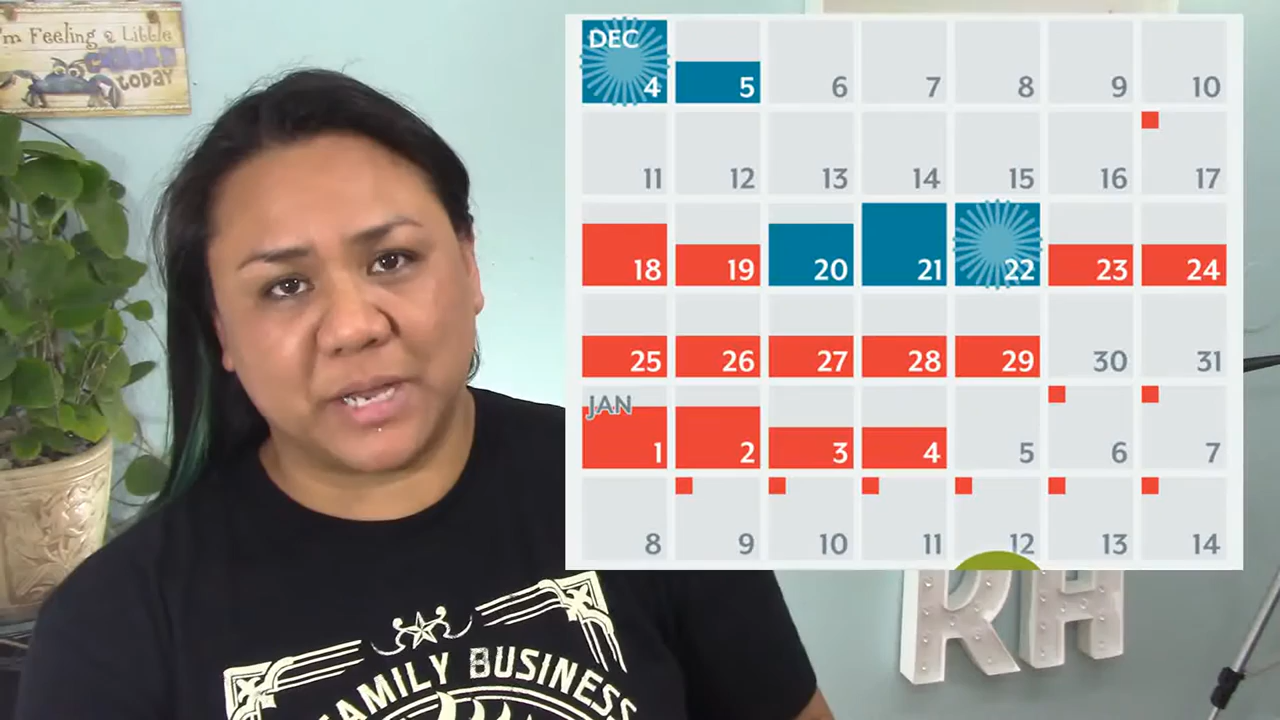 I'm Feeling a Little
CRABBY
TODAY
DEC
4 5 6 7 8 9 10
11 12 13 14 15 16 17
18 19 20 21 22 23 24
25 26 27 28 29 30 31
JAN
1 2 3 4 5 6 7
8 9 10 11 12 13 14
RH
FAMILY BUSINESS